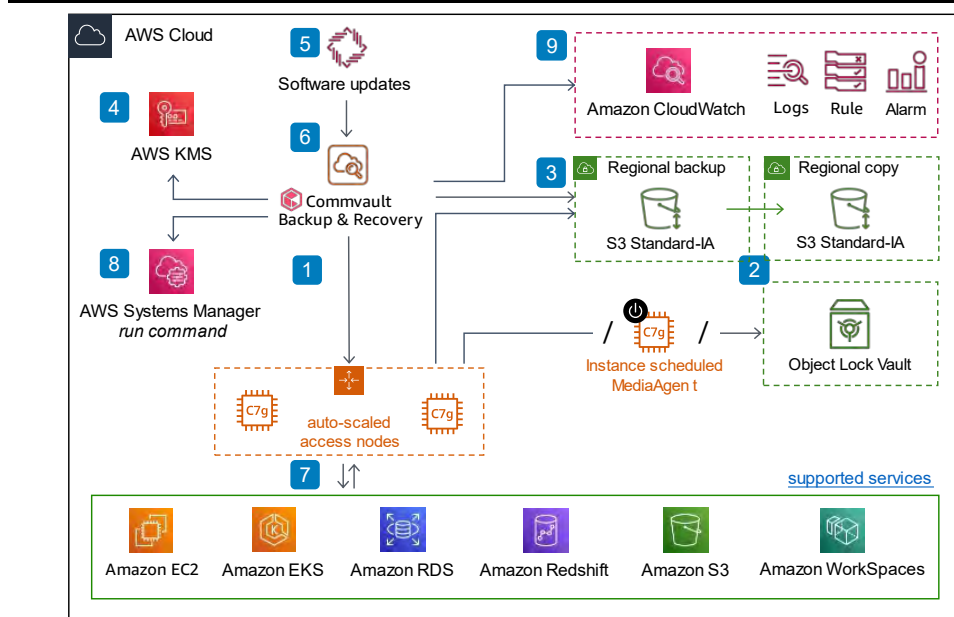 AWS Cloud
5
Software updates
9
Amazon CloudWatch
Logs
Rule
Alarm
4
AWS KMS
6
Commvault
Backup & Recovery
3
Regional backup
S3 Standard-IA
Regional copy
S3 Standard-IA
8
AWS Systems Manager
run command
1
2
/
C7g
/
Instance scheduled
MediaAgen t
Object Lock Vault
C7g
auto-scaled
access nodes
C7g
7
supported services
Amazon EC2
K
Amazon EKS
Amazon RDS
Amazon Redshift
Amazon S3
Amazon WorkSpaces